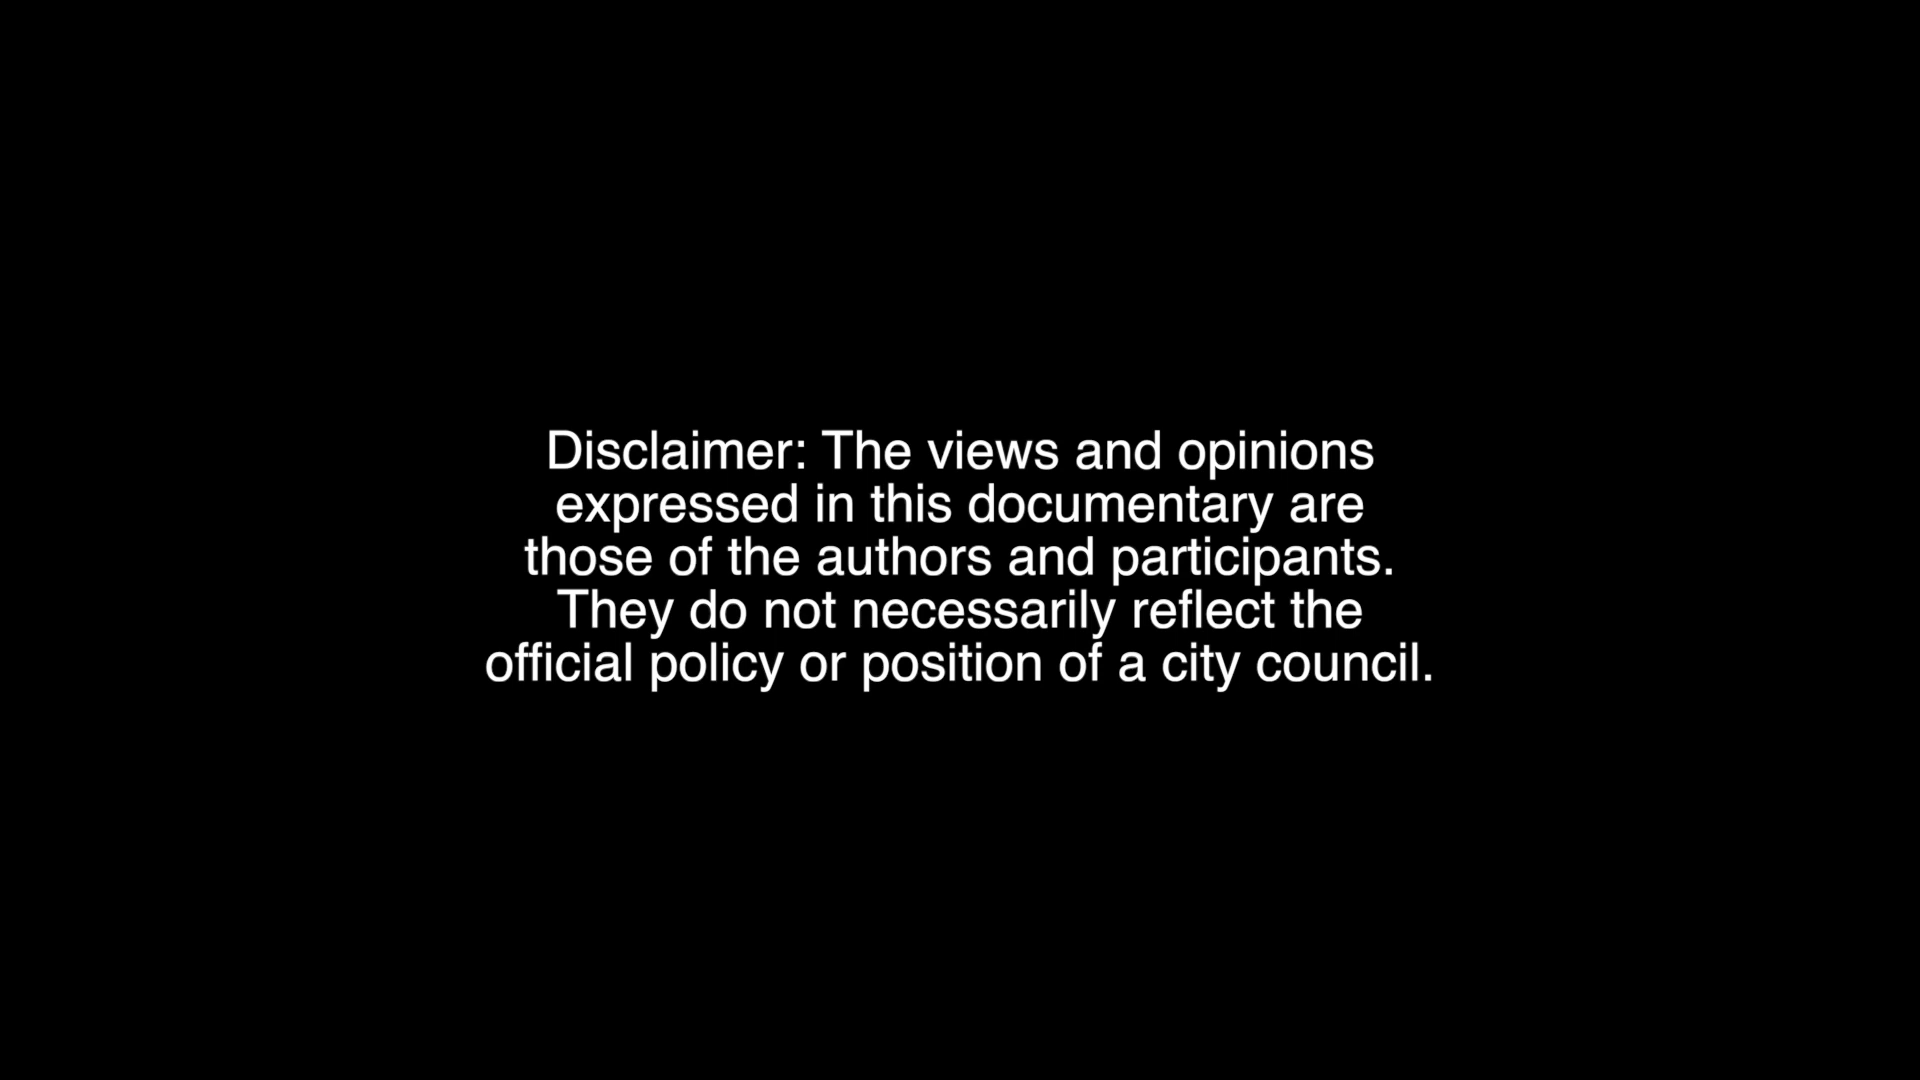 Disclaimer: The views and opinions
expressed in this documentary are
those of the authors and participants.
They do not necessarily reflect the
official policy or position of a city council.